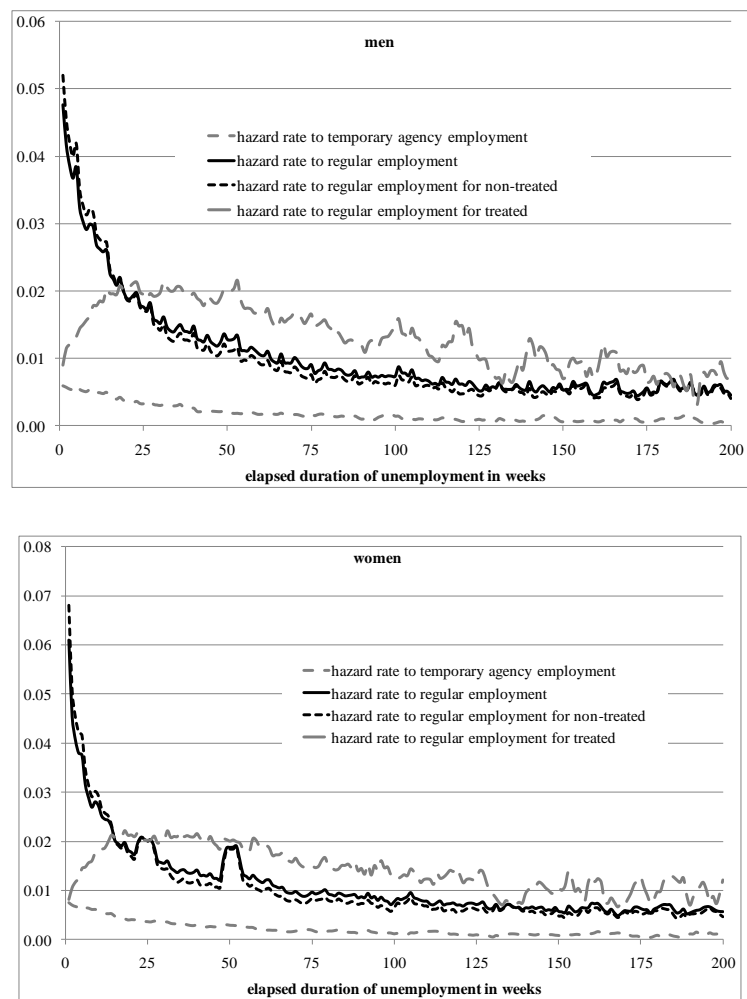 men
0.06
0.05
0.04
0.03
0.02
0.01
0.00
hazard rate to temporary agency employment
hazard rate to regular employment
hazard rate to regular employment for non-treated
hazard rate to regular employment for treated
0 25 50 75 100 125 150 175 200
elapsed duration of unemployment in weeks
women
0.08
0.07
0.06
0.05
0.04
0.03
0.02
0.01
0.00
hazard rate to temporary agency employment
hazard rate to regular employment
hazard rate to regular employment for non-treated
hazard rate to regular employment for treated
0 25 50 75 100 125 150 175 200
elapsed duration of unemployment in weeks